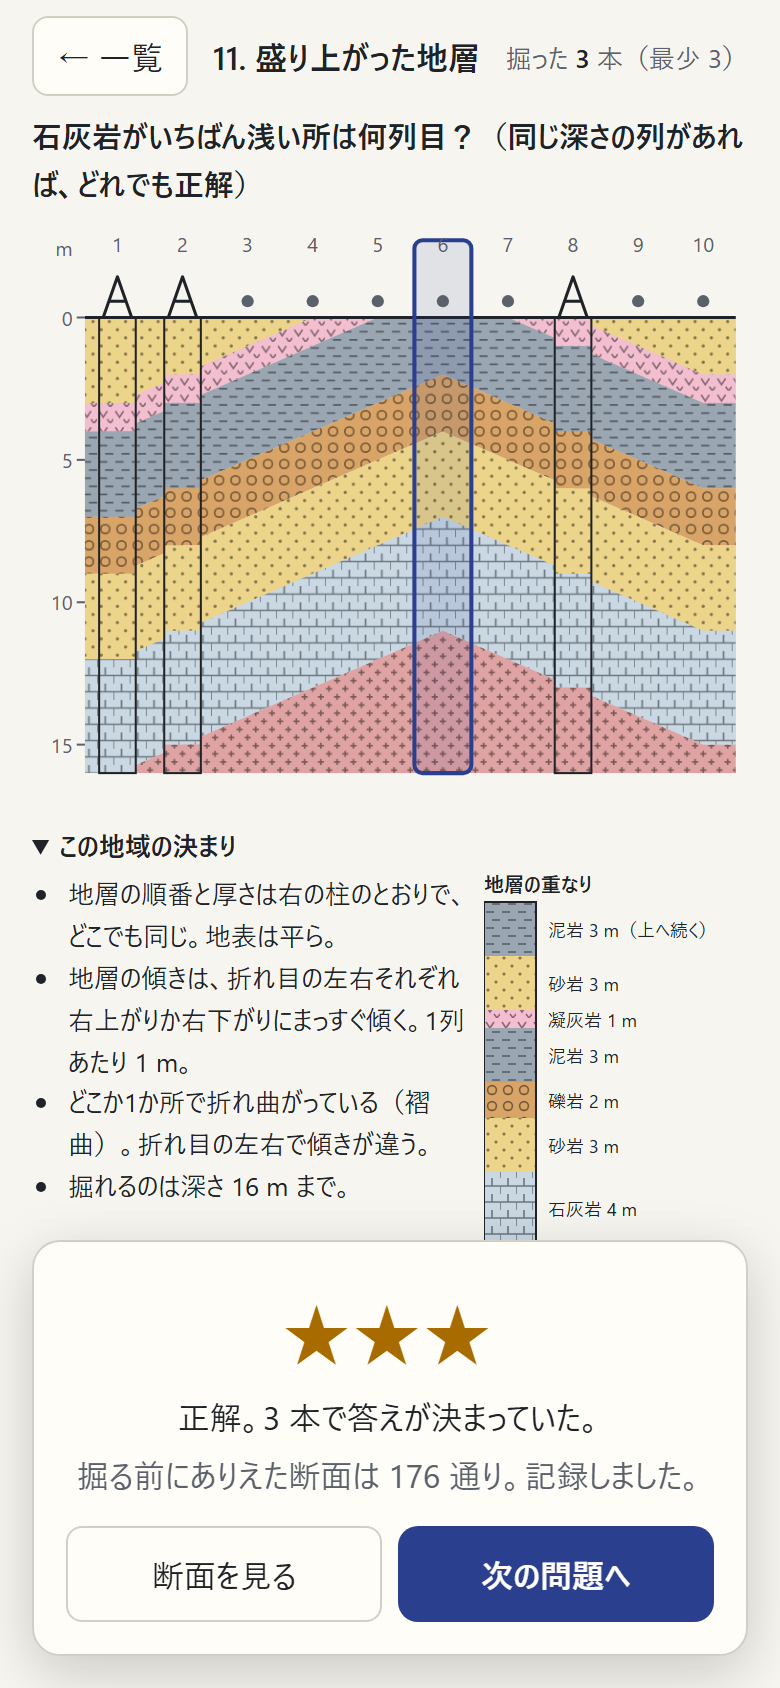 ← 一覧
11. 盛り上がった地層
掘った 3 本（最少 3）
石灰岩がいちばん浅い所は何列目？（同じ深さの列があれ
ば、どれでも正解）
m 1 2 3 4 5 6 7 8 9 10
0
5
10
15
▼ この地域の決まり
• 地層の順番と厚さは右の柱のとおりで、
どこでも同じ。地表は平ら。
• 地層の傾きは、折れ目の左右それぞれ
右上がりか右下がりにまっすぐ傾く。1列
あたり 1 m。
• どこか1か所で折れ曲がっている（褶
曲）。折れ目の左右で傾きが違う。
• 掘れるのは深さ 16 m まで。
地層の重なり
泥岩 3 m（上へ続く）
砂岩 3 m
凝灰岩 1 m
泥岩 3 m
礫岩 2 m
砂岩 3 m
石灰岩 4 m
★★★
正解。3 本で答えが決まっていた。
掘る前にありえた断面は 176 通り。記録しました。
断面を見る
次の問題へ